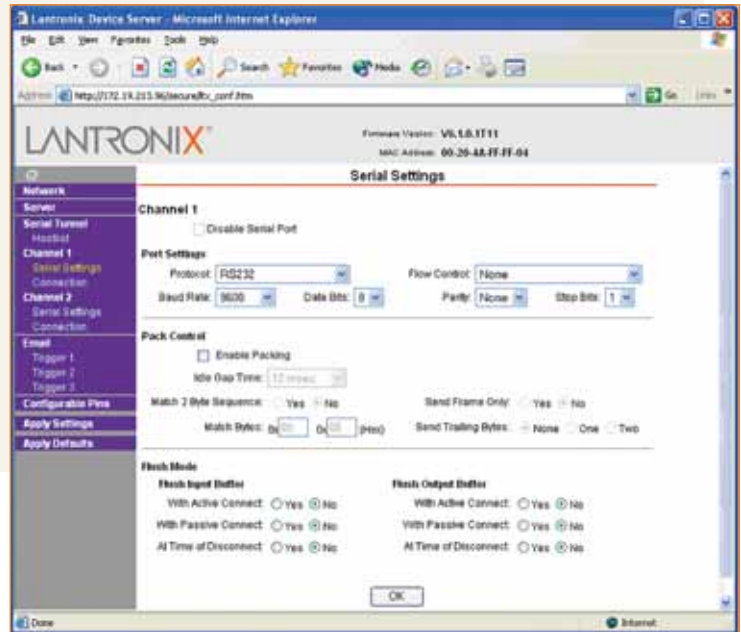 Lantronix Device Server - Microsoft Internet Explorer
File Edit View Favorites Tools Help
Back Search Favorites Media
Address http://172.19.215.96/secure/ltx_conf.htm Go Links
LANTRONIX
Firmware Version: V6.1.0.1T11
MAC Address: 00-20-4A-FF-FF-04
Serial Settings
Network
Server
Serial Tunnel
Hostlist
Channel 1
Serial Settings
Connection
Channel 2
Serial Settings
Connection
Email
Trigger 1
Trigger 2
Trigger 3
Configurable Pins
Apply Settings
Apply Defaults
Channel 1
Disable Serial Port
Port Settings
Protocol: RS232 Flow Control: None
Baud Rate: 9600 Data Bits: 8 Parity: None Stop Bits: 1
Pack Control
Enable Packing
Idle Gap Time: 12 msec
Match 2 Byte Sequence: Yes No Send Frame Only: Yes No
Match Bytes: 0x 00 0x 00 (Hex) Send Trailing Bytes: None One Two
Flush Mode
Flush Input Buffer Flush Output Buffer
With Active Connect: Yes No With Active Connect: Yes No
With Passive Connect: Yes No With Passive Connect: Yes No
At Time of Disconnect: Yes No At Time of Disconnect: Yes No
OK
Done Internet